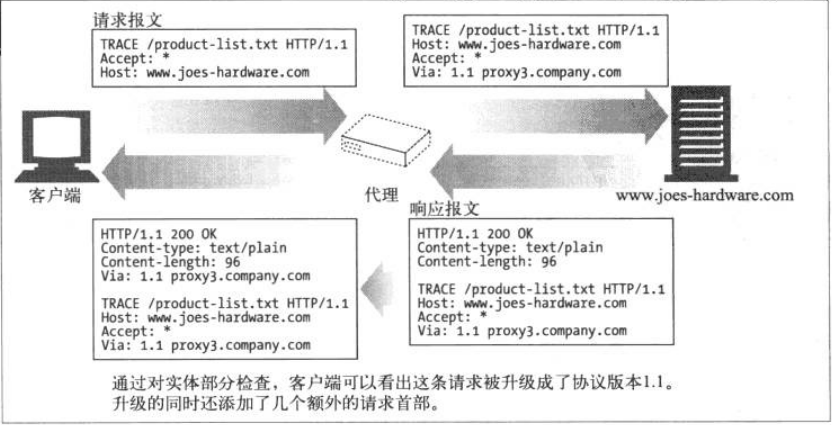 请求报文
TRACE /product-list.txt HTTP/1.1
Accept: *
Host: www.joes-hardware.com
TRACE /product-list.txt HTTP/1.1
Host: www.joes-hardware.com
Accept: *
Via: 1.1 proxy3.company.com
客户端
代理
www.joes-hardware.com
响应报文
HTTP/1.1 200 OK
Content-type: text/plain
Content-length: 96
Via: 1.1 proxy3.company.com
TRACE /product-list.txt HTTP/1.1
Host: www.joes-hardware.com
Accept: *
Via: 1.1 proxy3.company.com
HTTP/1.1 200 OK
Content-type: text/plain
Content-length: 96
TRACE /product-list.txt HTTP/1.1
Host: www.joes-hardware.com
Accept: *
Via: 1.1 proxy3.company.com
通过对实体部分检查，客户端可以看出这条请求被升级成了协议版本1.1。
升级的同时还添加了几个额外的请求首部。